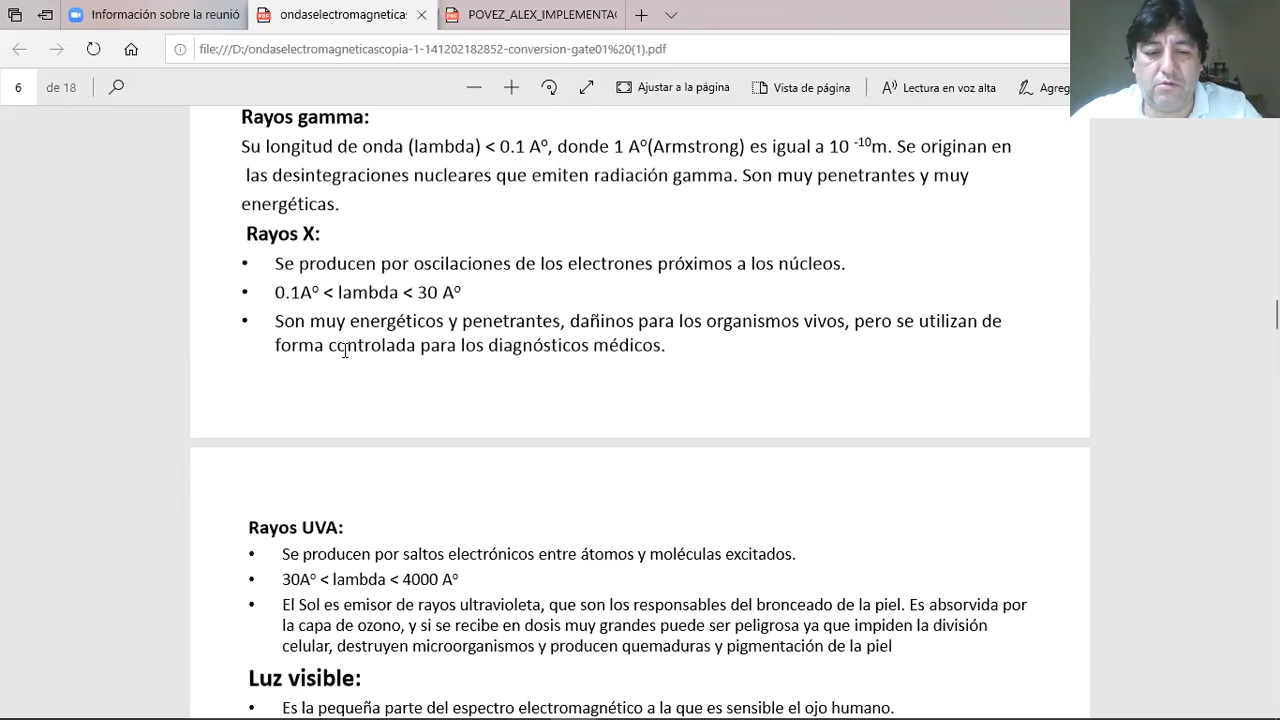 Información sobre la reunió
ondaselectromagnetica
POVEZ_ALEX_IMPLEMENTA
file:///D:/ondaselectromagneticascopia-1-141202182852-conversion-gate01%20(1).pdf
6 de 18
Ajustar a la página
Vista de página
Lectura en voz alta
Agreg
Rayos gamma:
Su longitud de onda (lambda) < 0.1 Aº, donde 1 Aº(Armstrong) es igual a 10 ⁻¹⁰m. Se originan en
las desintegraciones nucleares que emiten radiación gamma. Son muy penetrantes y muy
energéticas.
Rayos X:
• Se producen por oscilaciones de los electrones próximos a los núcleos.
• 0.1Aº < lambda < 30 Aº
• Son muy energéticos y penetrantes, dañinos para los organismos vivos, pero se utilizan de
forma controlada para los diagnósticos médicos.
Rayos UVA:
• Se producen por saltos electrónicos entre átomos y moléculas excitados.
• 30Aº < lambda < 4000 Aº
• El Sol es emisor de rayos ultravioleta, que son los responsables del bronceado de la piel. Es absorvida por
la capa de ozono, y si se recibe en dosis muy grandes puede ser peligrosa ya que impiden la división
celular, destruyen microorganismos y producen quemaduras y pigmentación de la piel
Luz visible:
• Es la pequeña parte del espectro electromagnético a la que es sensible el ojo humano.